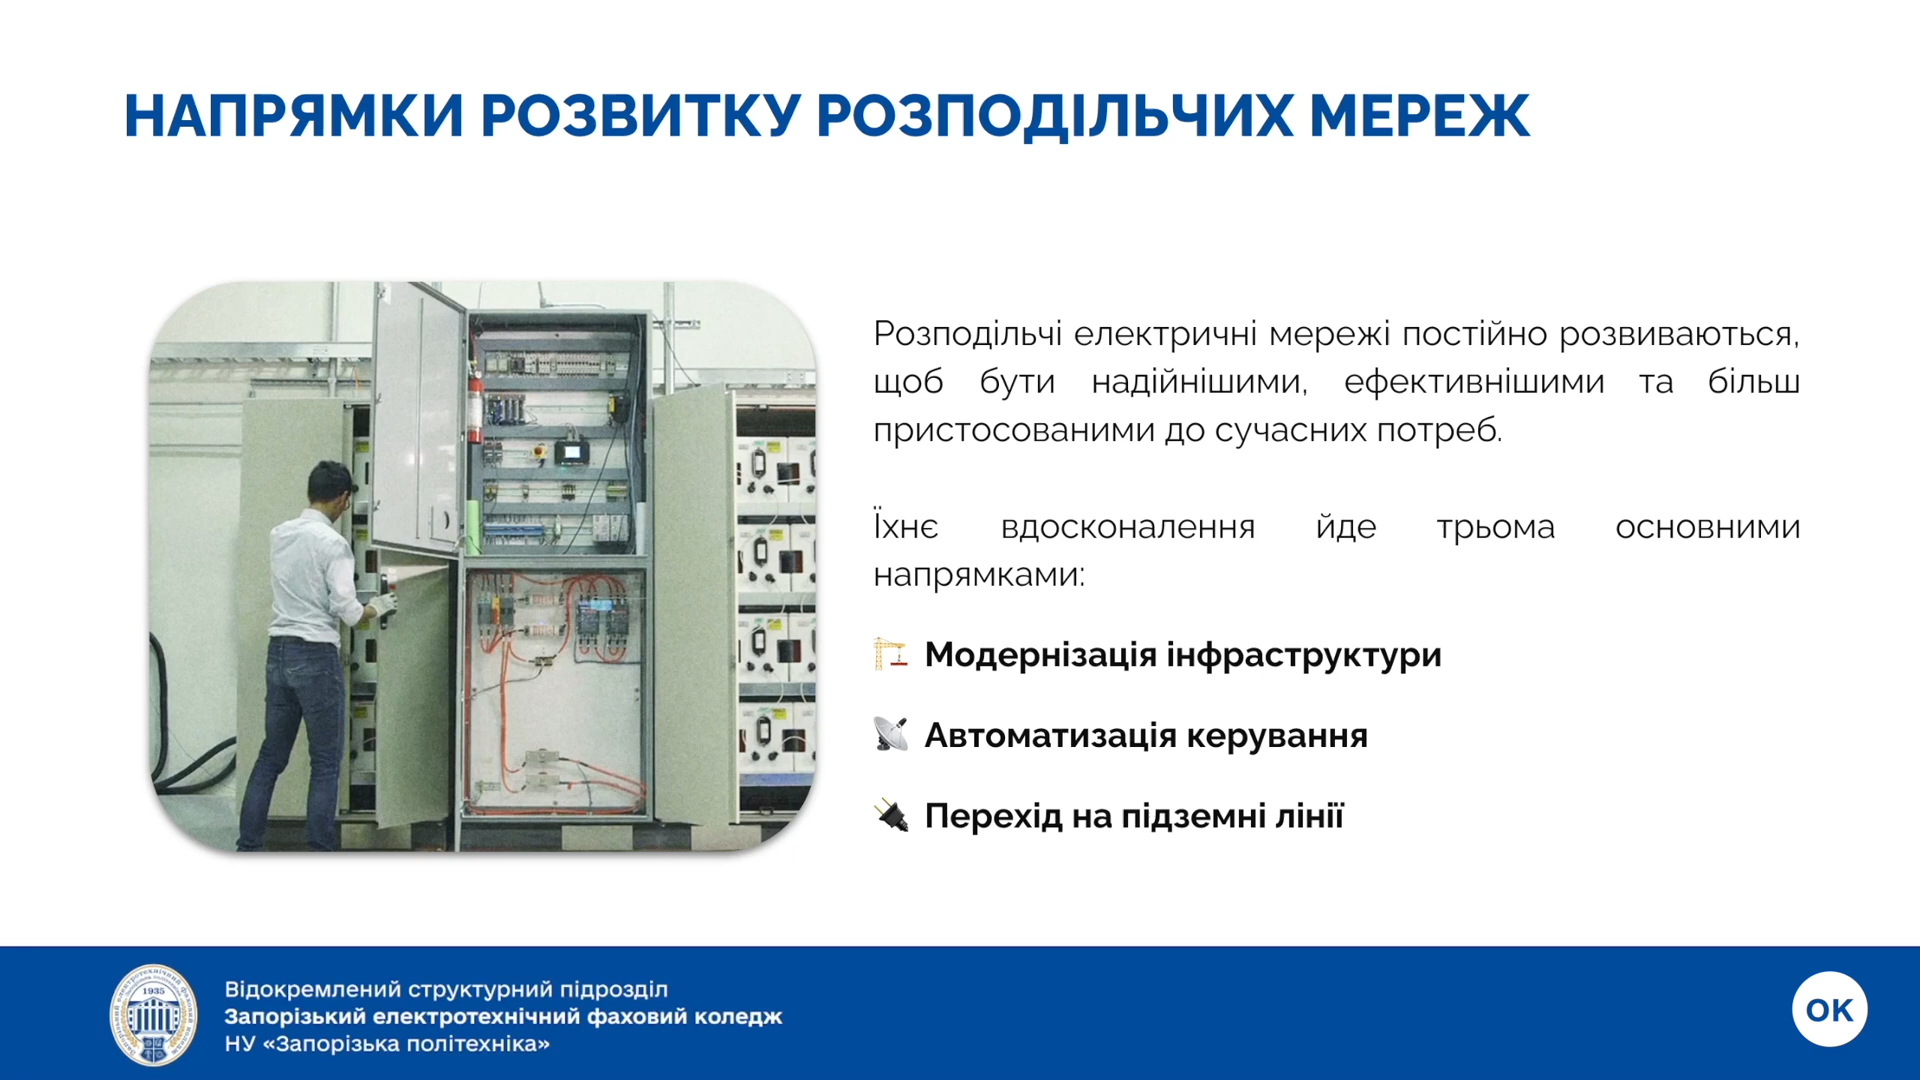 НАПРЯМКИ РОЗВИТКУ РОЗПОДІЛЬЧИХ МЕРЕЖ
Розподільчі електричні мережі постійно розвиваються,
щоб бути надійнішими, ефективнішими та більш
пристосованими до сучасних потреб.
Їхнє вдосконалення йде трьома основними
напрямками:
Модернізація інфраструктури
Автоматизація керування
Перехід на підземні лінії
1935
Відокремлений структурний підрозділ
Запорізький електротехнічний фаховий коледж
НУ «Запорізька політехніка»
ОК